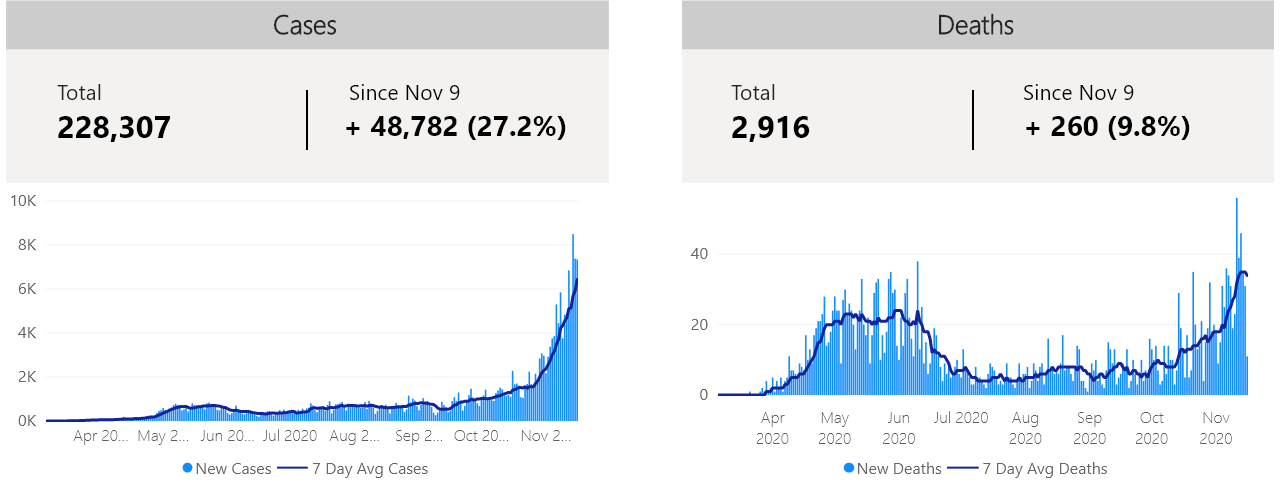 Cases
Total
Since Nov 9
228,307
+ 48,782 (27.2%)
10K
8K
6K
4K
2K
0K
Apr 20... May 2... Jun 20... Jul 2020 Aug 2... Sep 2... Oct 20... Nov 2...
New Cases 7 Day Avg Cases
Deaths
Total
Since Nov 9
2,916
+ 260 (9.8%)
40
20
0
Apr May Jun Jul 2020 Aug Sep Oct Nov
2020 2020 2020 2020 2020 2020 2020
New Deaths 7 Day Avg Deaths